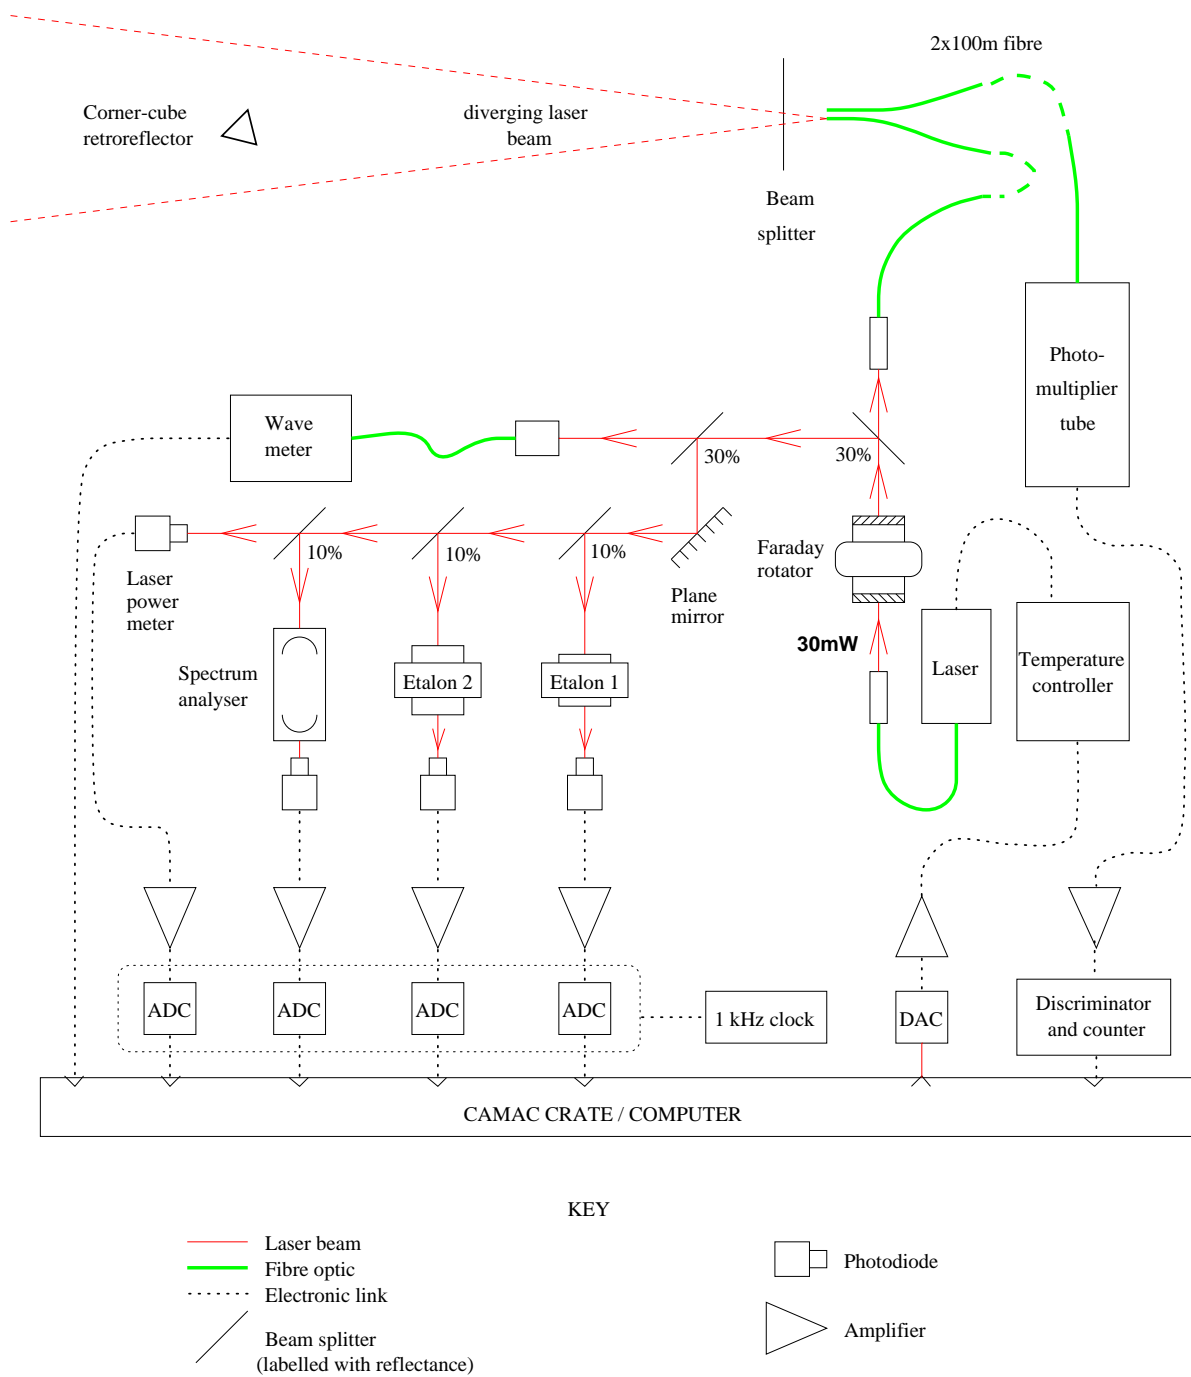 2x100m fibre
Corner-cube
retroreflector
diverging laser
beam
Beam
splitter
Photo-
multiplier
tube
Wave
meter
30%
30%
10%
10%
10%
Laser
power
meter
Plane
mirror
Faraday
rotator
30mW
Laser
Temperature
controller
Spectrum
analyser
Etalon 2
Etalon 1
ADC
ADC
ADC
ADC
1 kHz clock
DAC
Discriminator
and counter
CAMAC CRATE / COMPUTER
KEY
Laser beam
Fibre optic
Electronic link
Beam splitter
(labelled with reflectance)
Photodiode
Amplifier